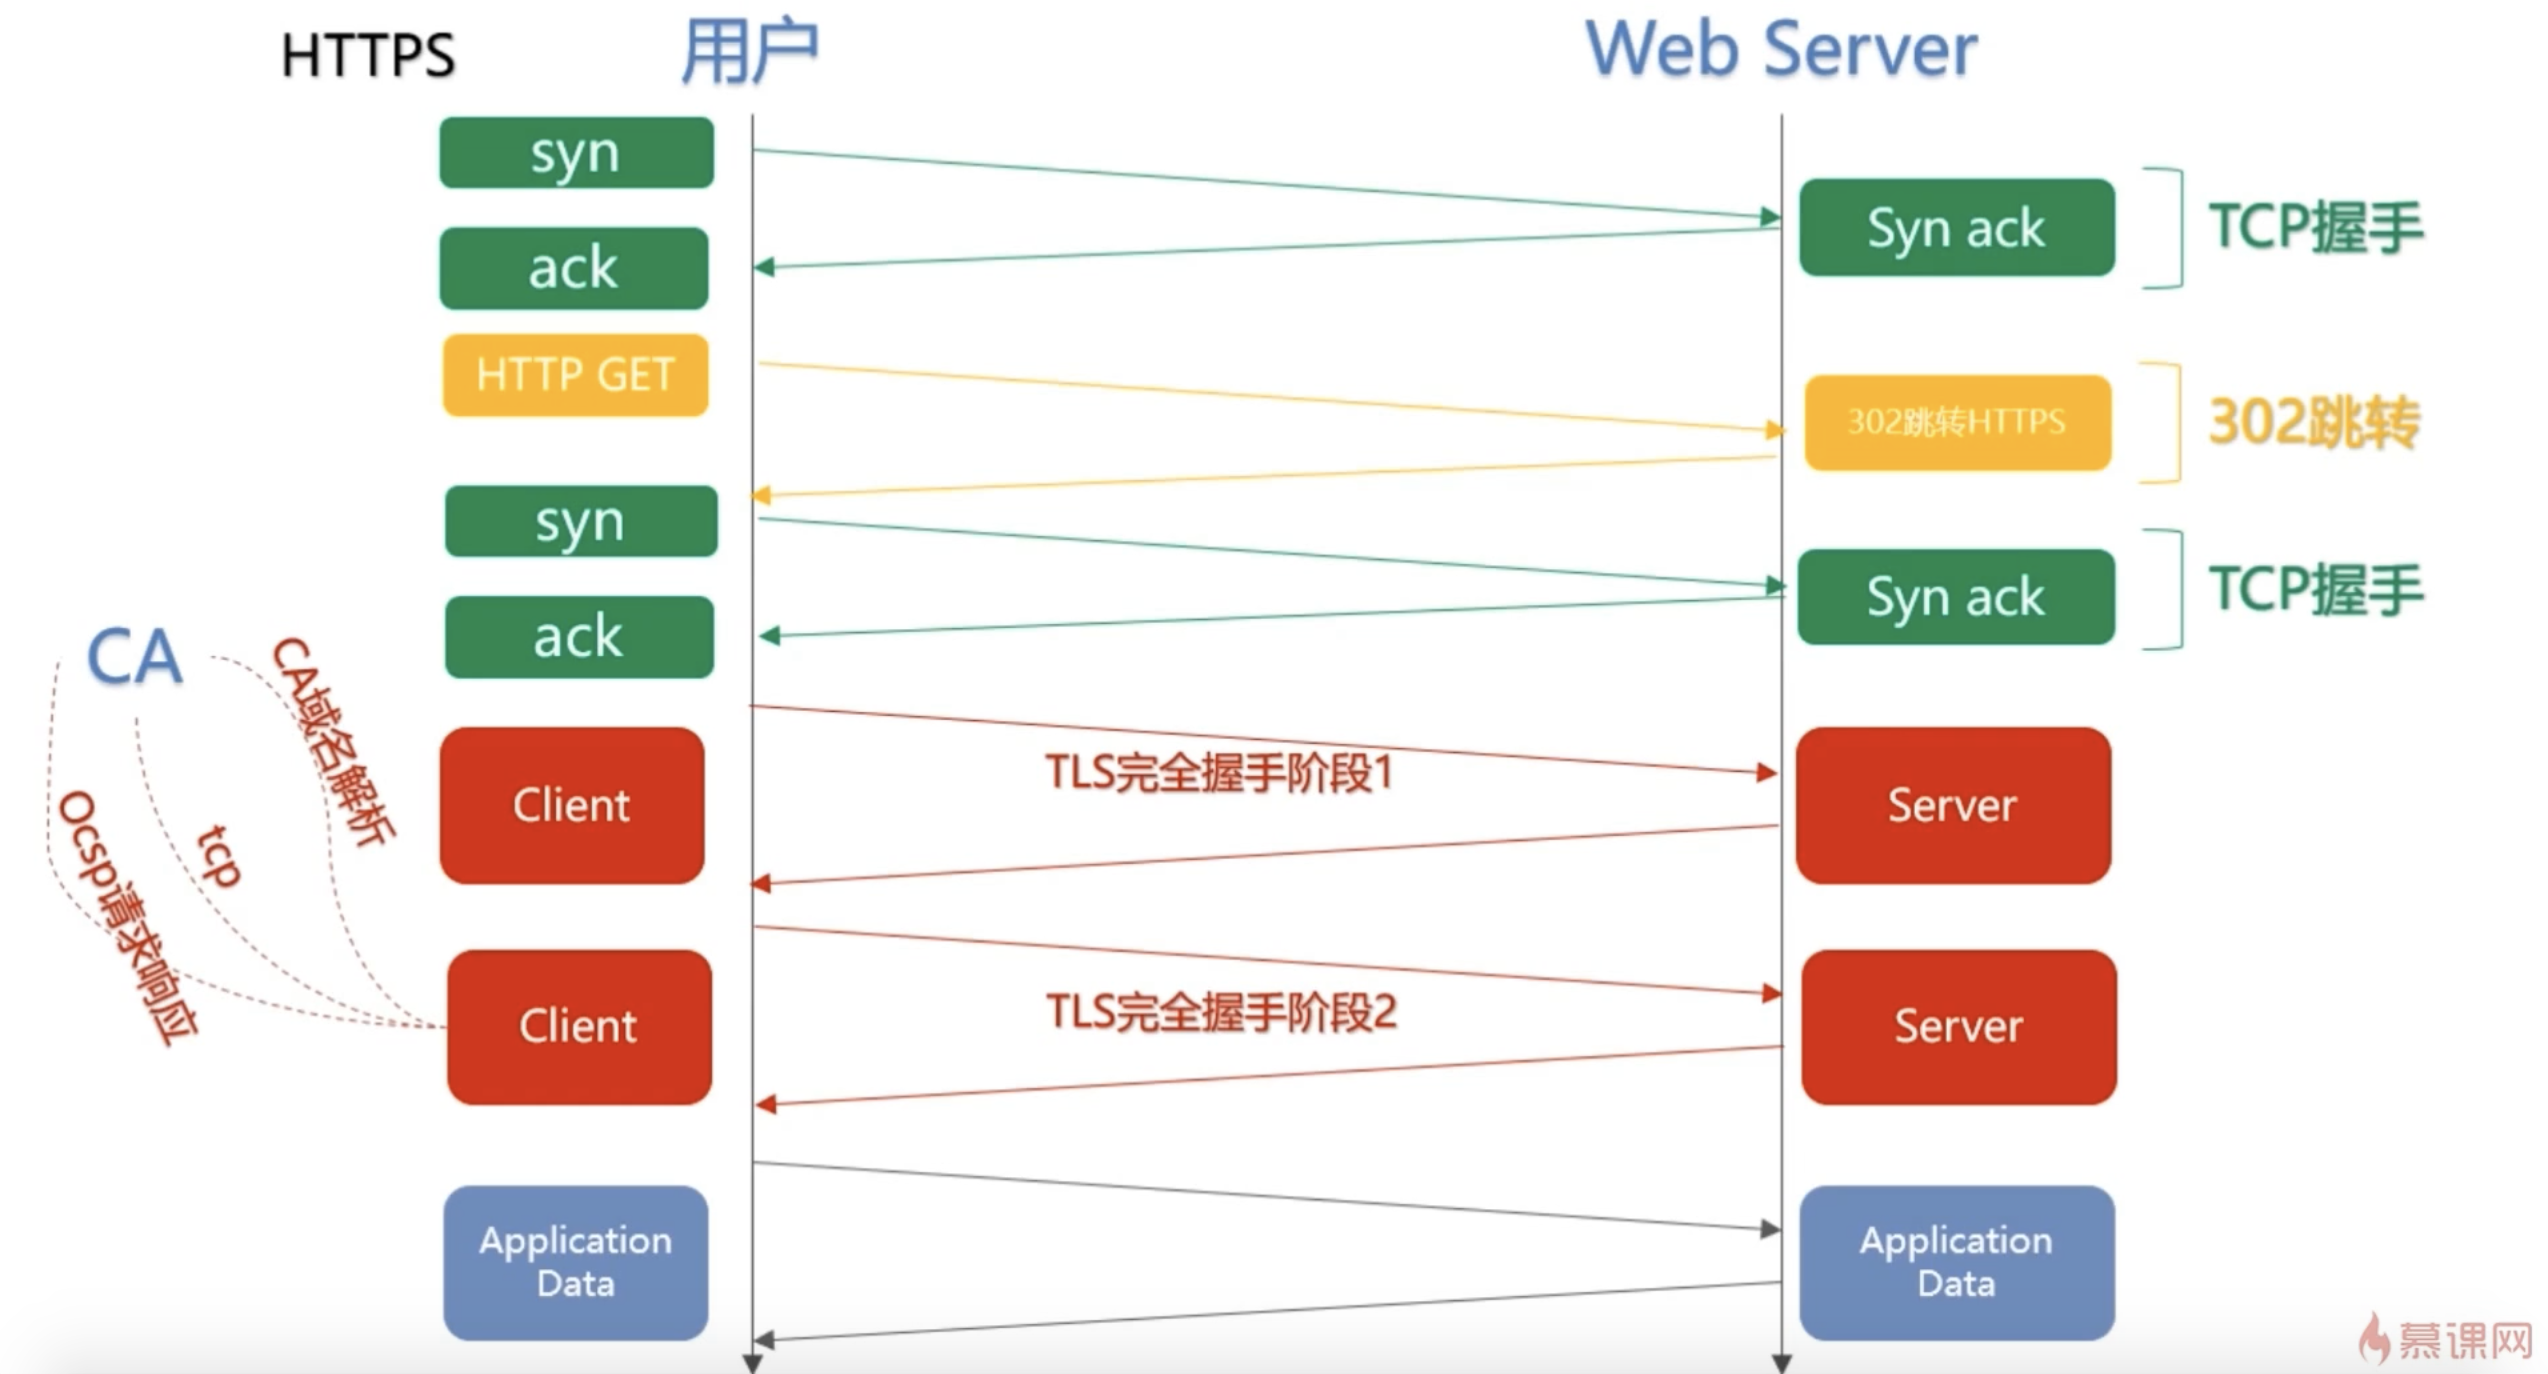 HTTPS
用户
Web Server
syn
Syn ack
TCP握手
ack
HTTP GET
302跳转HTTPS
302跳转
syn
Syn ack
TCP握手
ack
CA
CA域名解析
tcp
Ocsp请求响应
Client
TLS完全握手阶段1
Server
Client
TLS完全握手阶段2
Server
Application
Data
Application
Data
慕课网